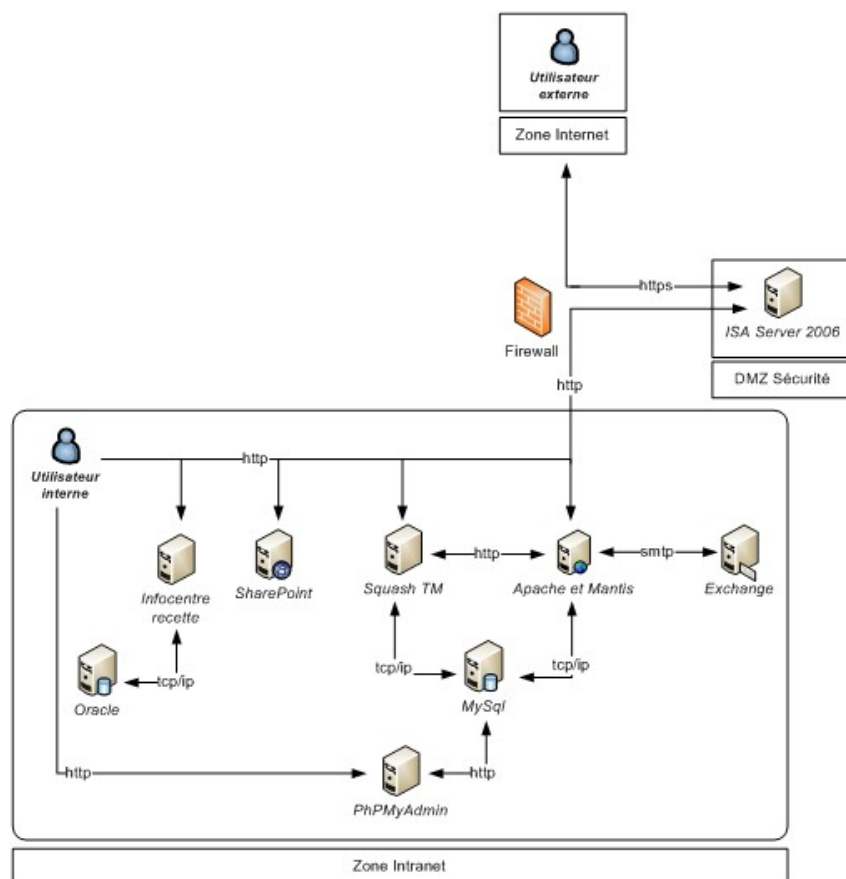 Utilisateur
externe
Zone Internet
https
ISA Server 2006
Firewall
DMZ Sécurité
http
Utilisateur
interne
http
Infocentre
recette
SharePoint
Squash TM
http
Apache et Mantis
smtp
Exchange
Oracle
tcp/ip
tcp/ip
tcp/ip
MySql
http
http
PhPMyAdmin
Zone Intranet